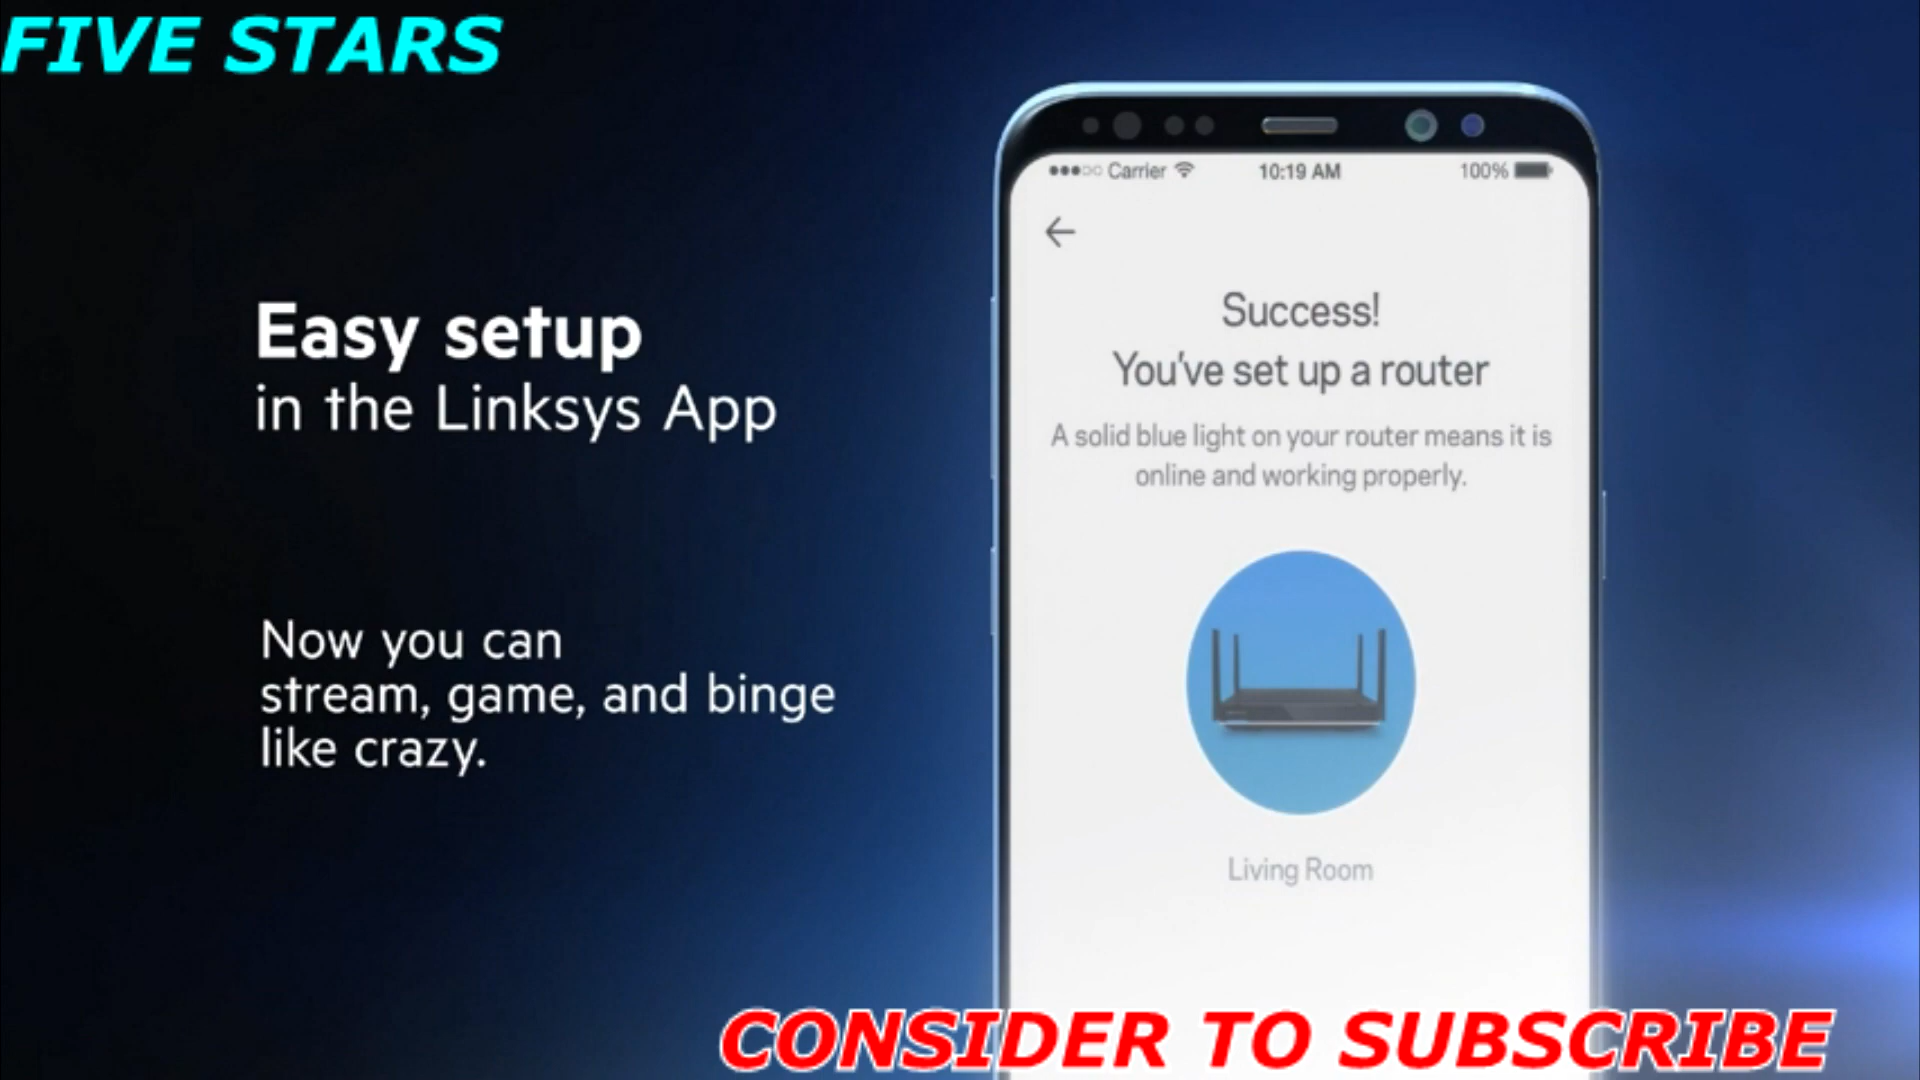 FIVE STARS
Carrier
10:19 AM
100%
Success!
You've set up a router
A solid blue light on your router means it is
online and working properly.
Living Room
Easy setup
in the Linksys App
Now you can
stream, game, and binge
like crazy.
CONSIDER TO SUBSCRIBE